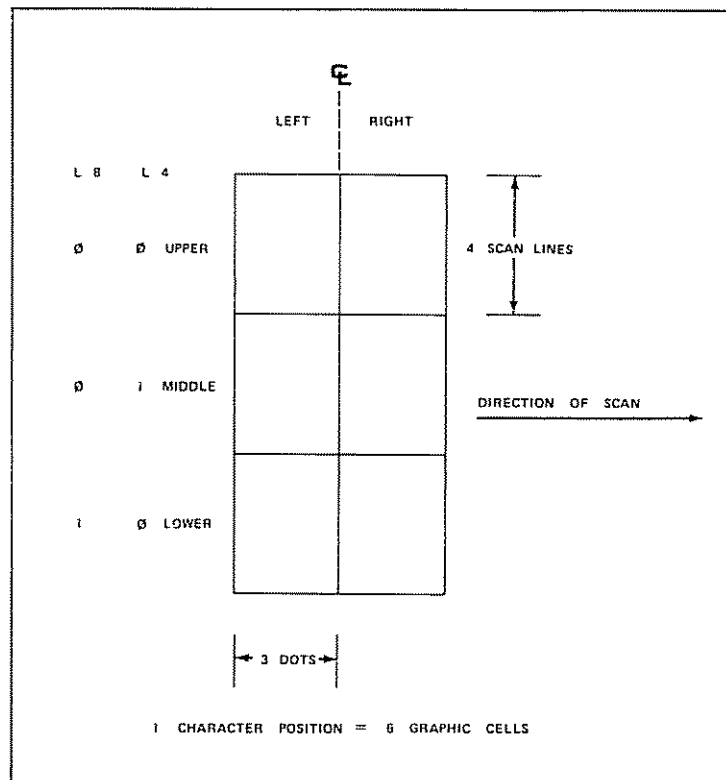 ℄
LEFT RIGHT
L 8 L 4
Ø Ø UPPER 4 SCAN LINES
Ø 1 MIDDLE
DIRECTION OF SCAN
1 Ø LOWER
3 DOTS
1 CHARACTER POSITION = 6 GRAPHIC CELLS